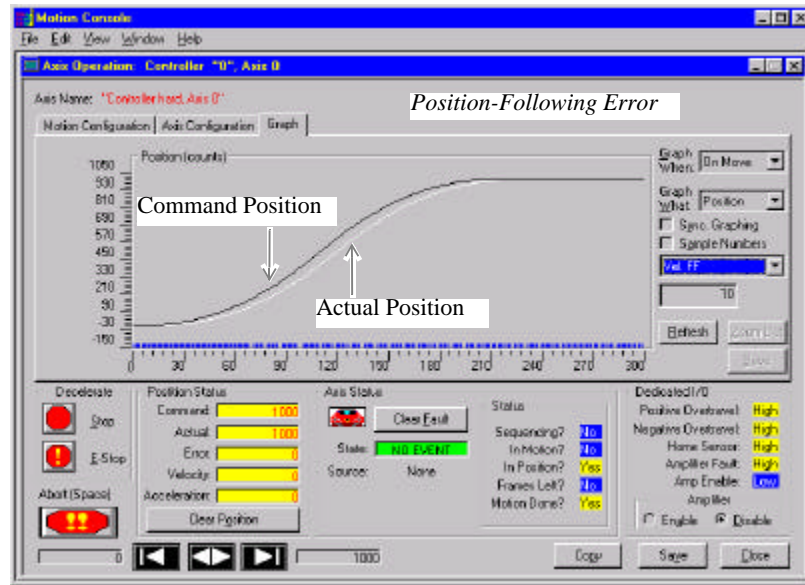 Motion Console
File Edit View Window Help
Axis Operation: Controller "0", Axis 0
Axis Name: "Controller hard, Axis 0"
Position-Following Error
Motion Configuration Axis Configuration Graph
Position (counts)
1050
930
810
690
570
450
330
210
90
-30
-150
Command Position
Actual Position
0 30 60 90 120 150 180 210 240 270 300
Graph When: On Move
Graph What: Position
Sync. Graphing
Sample Numbers
Vel. FF
70
Refresh Zoom Out
Decelerate
Stop
E-Stop
Abort (Space)
Position Status
Command: 1000
Actual: 1000
Error: 0
Velocity: 0
Acceleration: 0
Clear Position
Axis Status
Clear Fault
State: NO EVENT
Source: None
Status
Sequencing? No
In Motion? No
In Position? Yes
Frames Left? No
Motion Done? Yes
Dedicated I/O
Positive Overtravel: High
Negative Overtravel: High
Home Sensor: High
Amplifier Fault: High
Amp Enable: Low
Amplifier
Enable Disable
0 1000
Copy Save Close